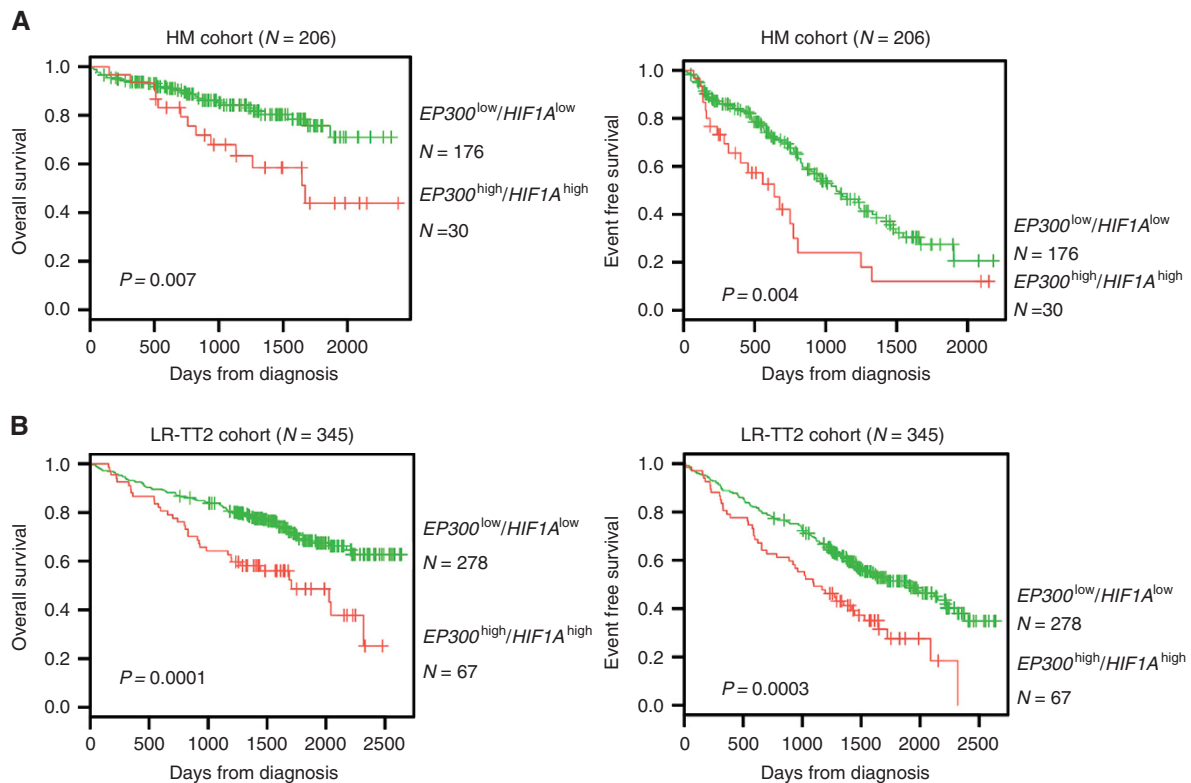 A
HM cohort (N = 206)
Overall survival
1.0
0.8
0.6
0.4
0.2
0.0
P = 0.007
0 500 1000 1500 2000
Days from diagnosis
EP300low/HIF1Alow
N = 176
EP300high/HIF1Ahigh
N =30
HM cohort (N = 206)
Event free survival
1.0
0.8
0.6
0.4
0.2
0.0
P = 0.004
0 500 1000 1500 2000
Days from diagnosis
EP300low/HIF1Alow
N = 176
EP300high/HIF1Ahigh
N =30
B
LR-TT2 cohort (N = 345)
Overall survival
1.0
0.8
0.6
0.4
0.2
0.0
P = 0.0001
0 500 1000 1500 2000 2500
Days from diagnosis
EP300low/HIF1Alow
N = 278
EP300high/HIF1Ahigh
N = 67
LR-TT2 cohort (N = 345)
Event free survival
1.0
0.8
0.6
0.4
0.2
0.0
P = 0.0003
0 500 1000 1500 2000 2500
Days from diagnosis
EP300low/HIF1Alow
N = 278
EP300high/HIF1Ahigh
N = 67